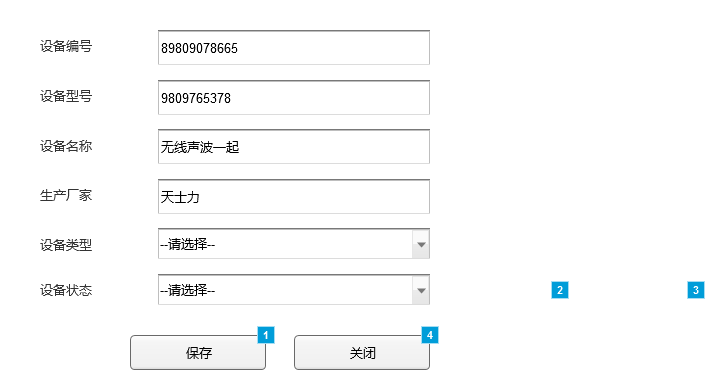 设备编号 89809078665
设备型号 9809765378
设备名称 无线声波一起
生产厂家 天士力
设备类型 --请选择--
设备状态 --请选择-- 2 3
保存 1 关闭 4